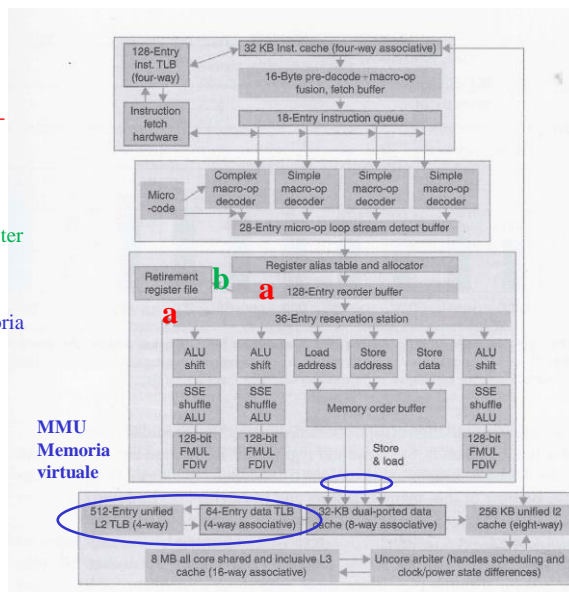 128-Entry
inst. TLB
(four-way)
32 KB Inst. cache (four-way associative)
16-Byte pre-decode+macro-op
fusion, fetch buffer
Instruction
fetch
hardware
18-Entry instruction queue
Complex
macro-op
decoder
Simple
macro-op
decoder
Simple
macro-op
decoder
Simple
macro-op
decoder
Micro
-code
28-Entry micro-op loop stream detect buffer
ter
Register alias table and allocator
Retirement
register file
b
a
128-Entry reorder buffer
a
36-Entry reservation station
oria
ALU
shift
ALU
shift
Load
address
Store
address
Store
data
ALU
shift
SSE
shuffle
ALU
SSE
shuffle
ALU
Memory order buffer
SSE
shuffle
ALU
MMU
Memoria
virtuale
128-bit
FMUL
FDIV
128-bit
FMUL
FDIV
Store
& load
128-bit
FMUL
FDIV
512-Entry unified
L2 TLB (4-way)
64-Entry data TLB
(4-way associative)
32-KB dual-ported data
cache (8-way associative)
256 KB unified l2
cache (eight-way)
8 MB all core shared and inclusive L3
cache (16-way associative)
Uncore arbiter (handles scheduling and
clock/power state differences)